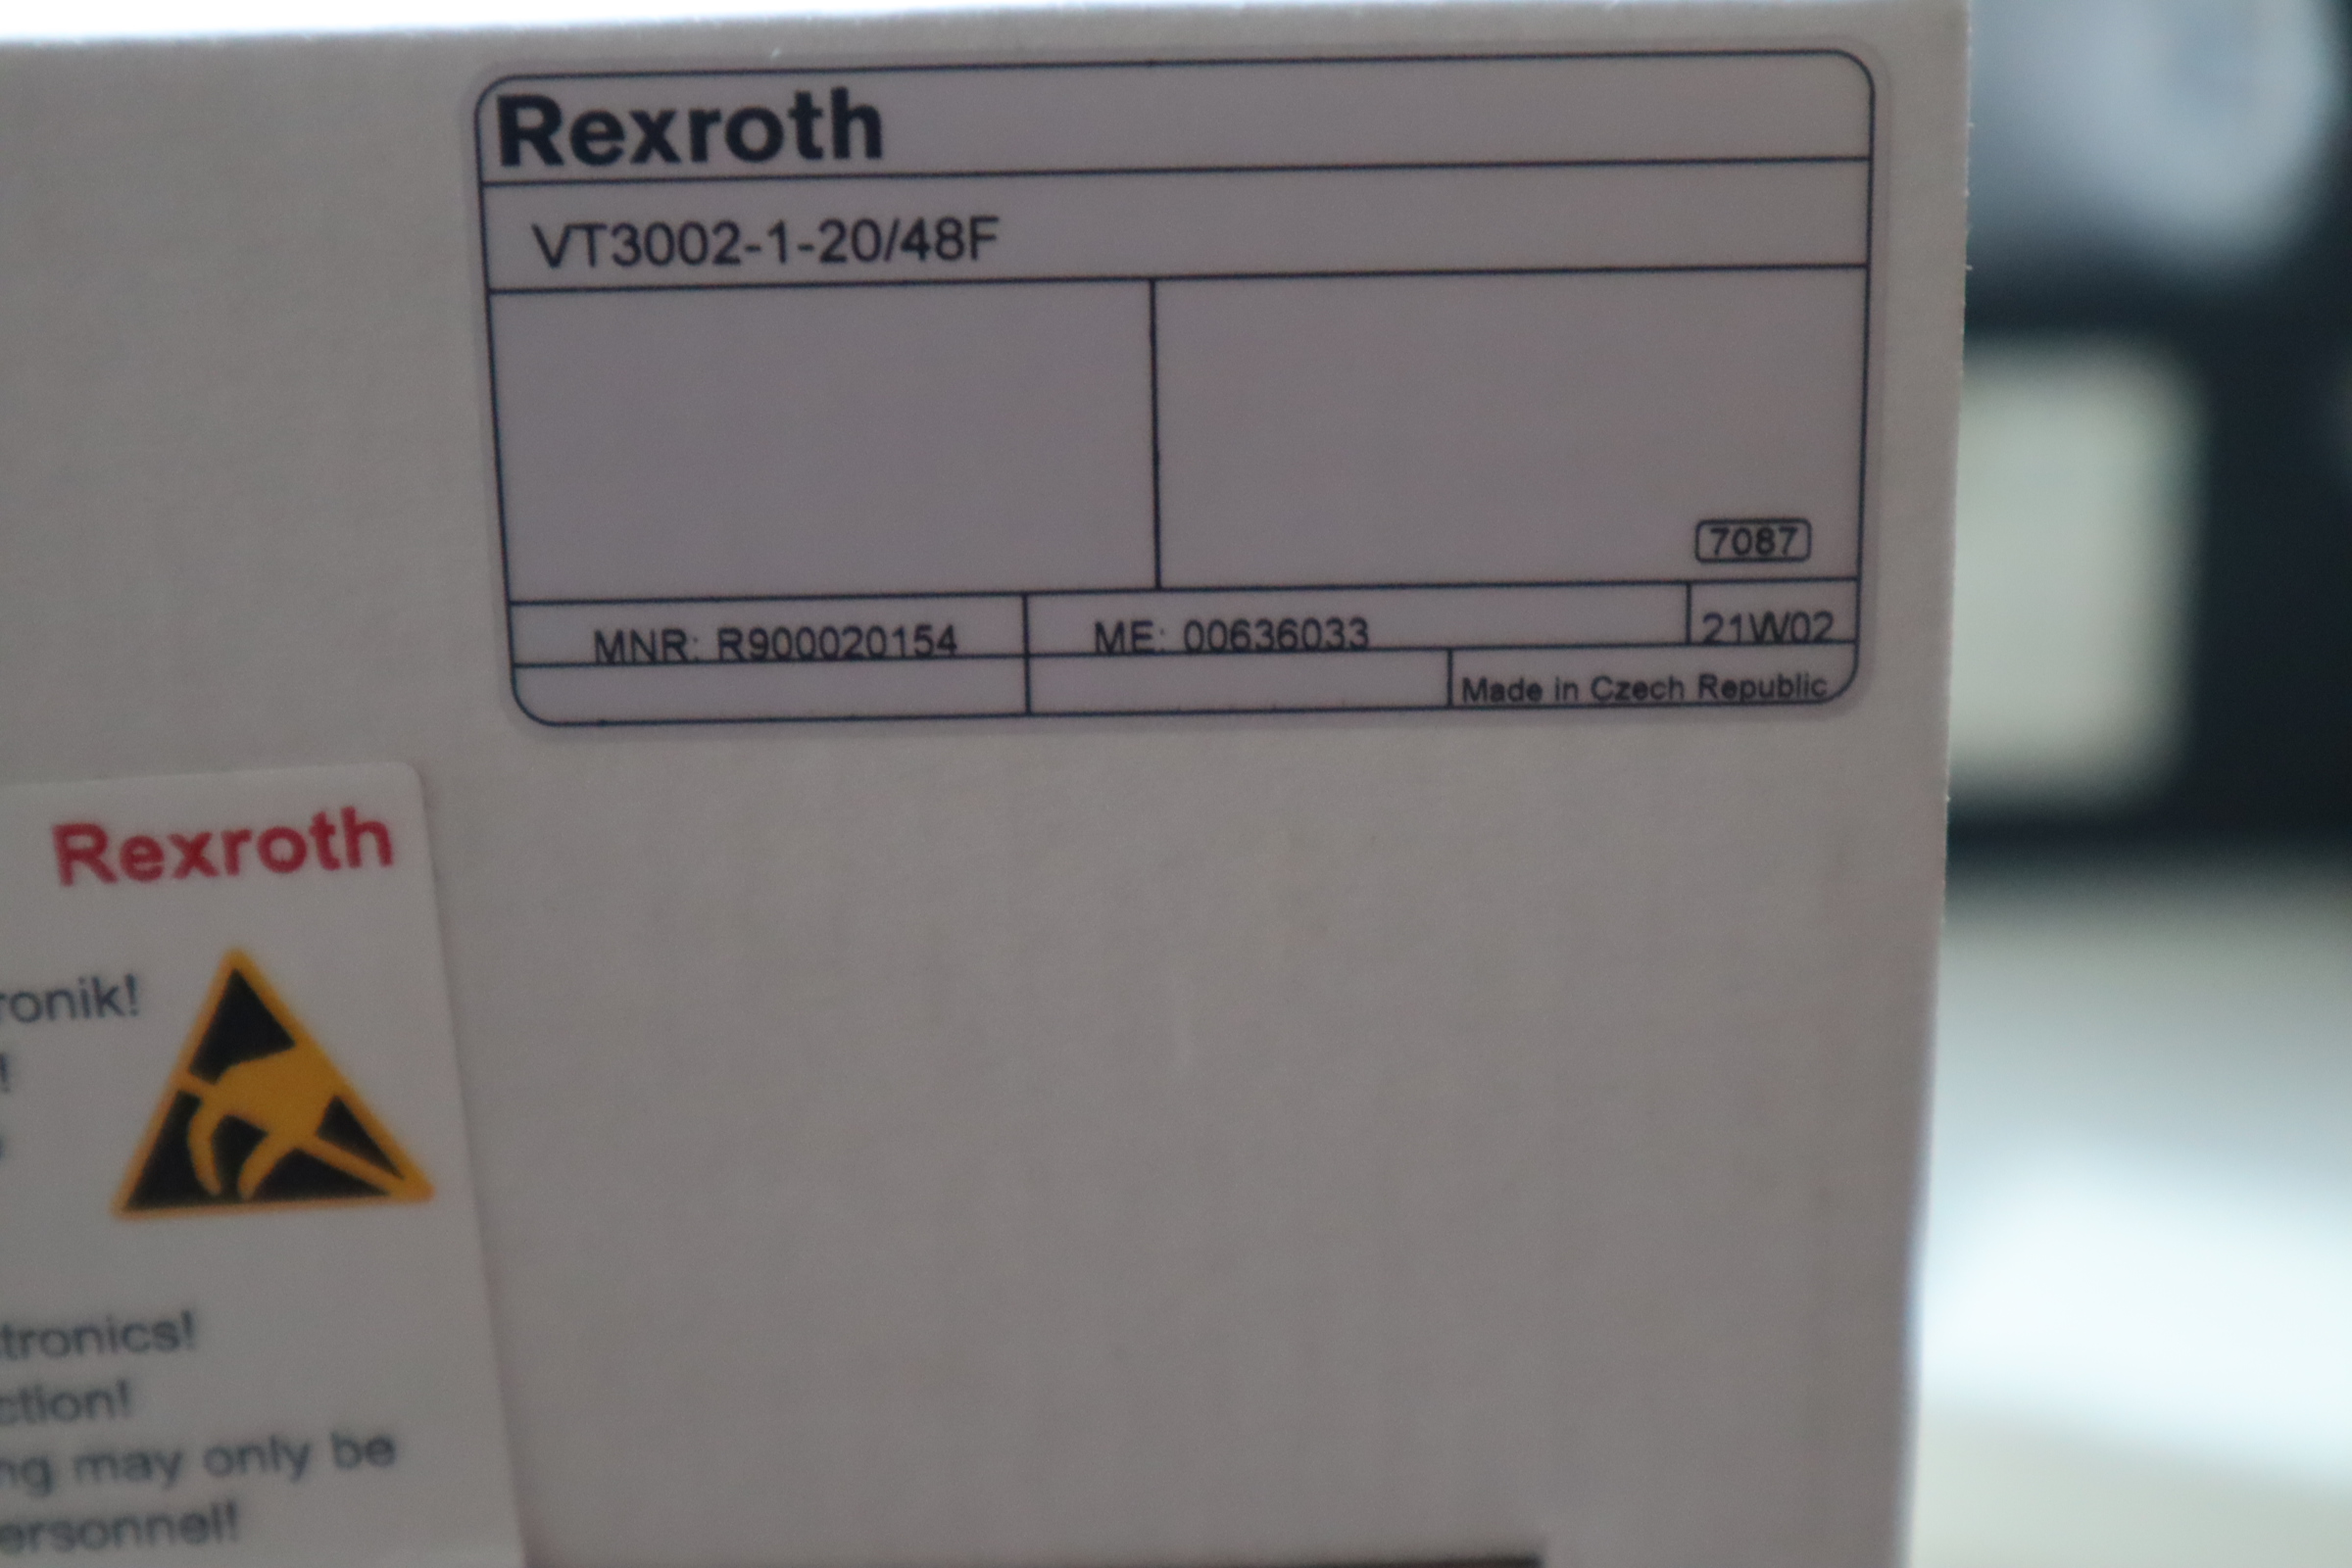 Rexroth
VT3002-1-20/48F
7087
MNR: R900020154 ME: 00636033 21W02
Made in Czech Republic
Rexroth
ronik!
!
tronics!
ction!
ng may only be
ersonnel!